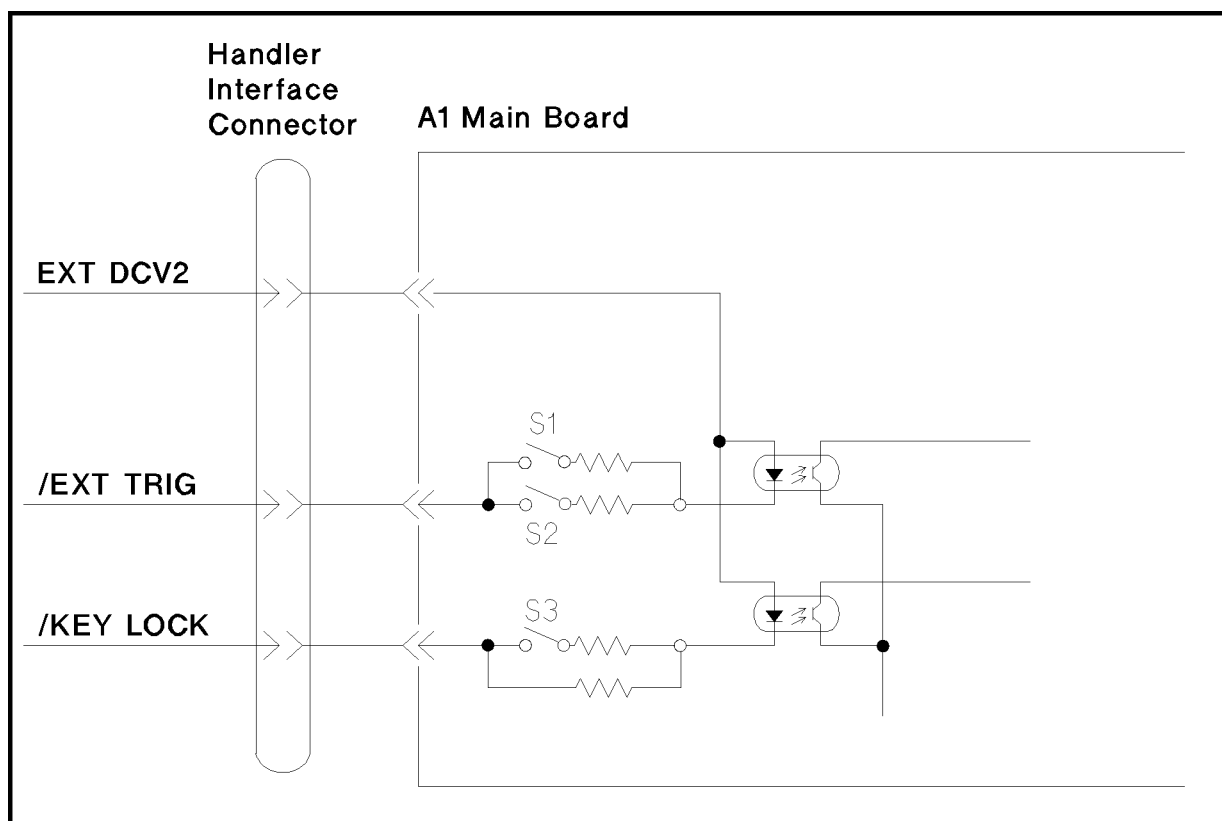 Handler
Interface
Connector
A1 Main Board
EXT DCV2
S1
/EXT TRIG
S2
S3
/KEY LOCK